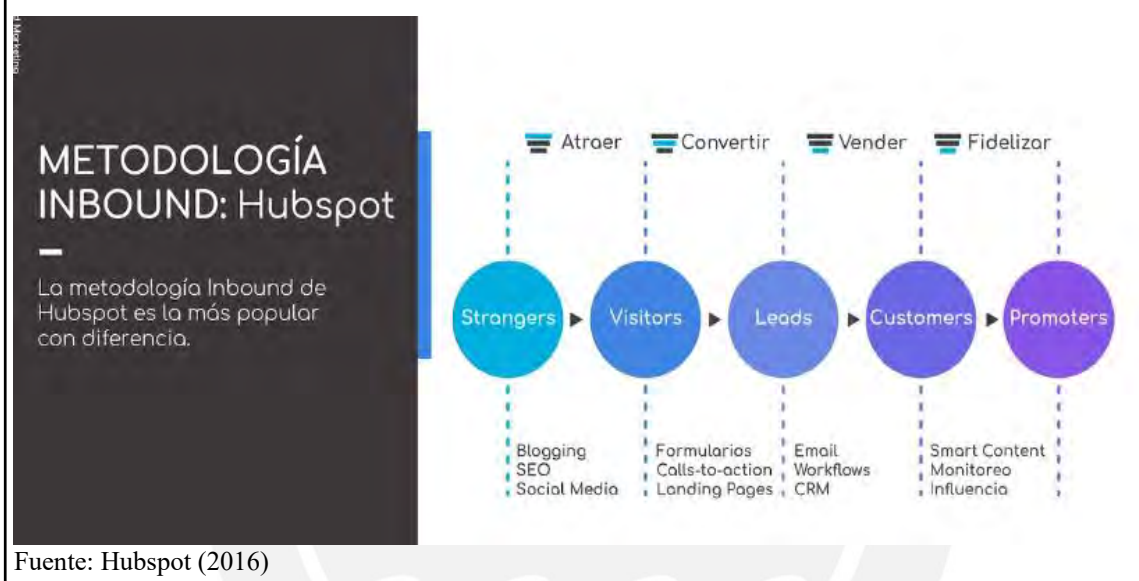 d Marketing
METODOLOGÍA
INBOUND: Hubspot
La metodología Inbound de
Hubspot es la más popular
con diferencia.
Atraer
Convertir
Vender
Fidelizar
Strangers
Visitors
Leads
Customers
Promoters
Blogging
SEO
Social Media
Formularios
Calls-to-action
Landing Pages
Email
Workflows
CRM
Smart Content
Monitoreo
Influencia
Fuente: Hubspot (2016)